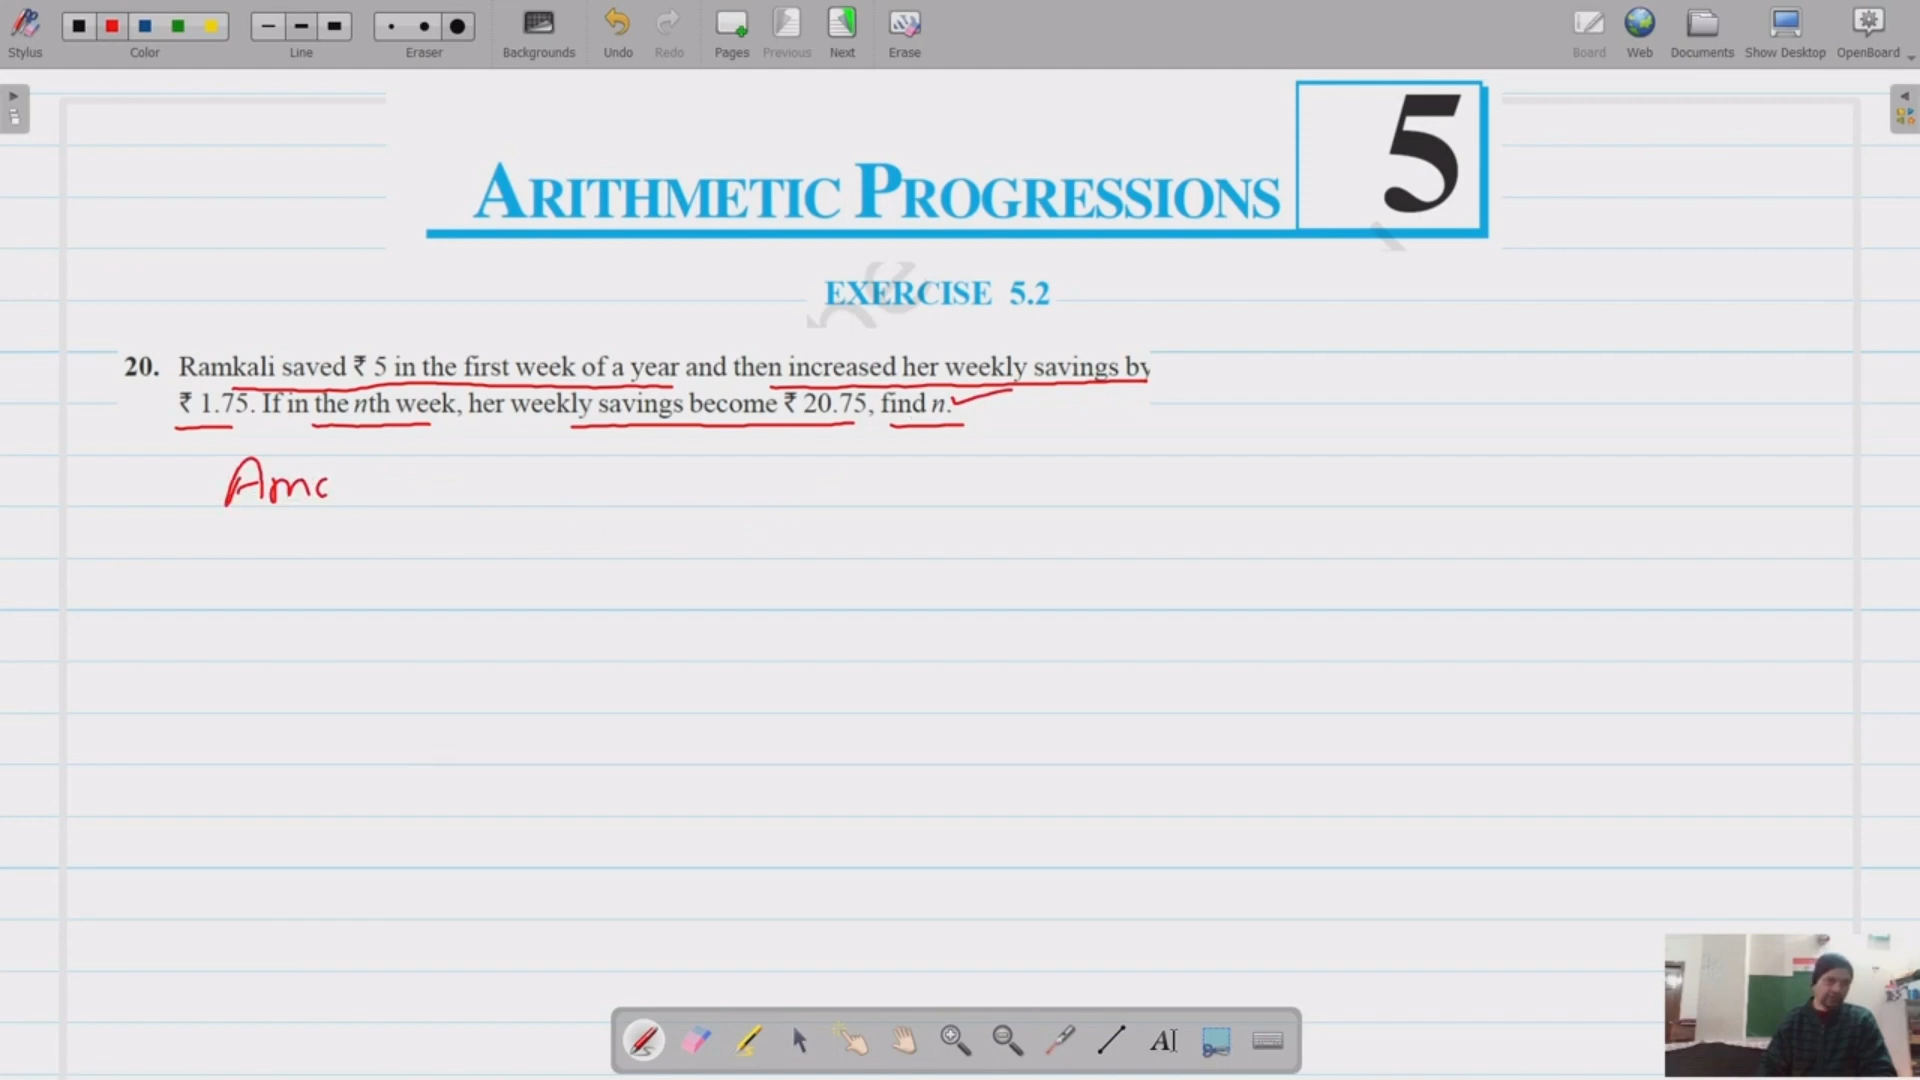 Stylus Color Line Eraser Backgrounds Undo Redo Pages Previous Next Erase Board Web Documents Show Desktop OpenBoard
ARITHMETIC PROGRESSIONS 5
EXERCISE 5.2
20. Ramkali saved ₹ 5 in the first week of a year and then increased her weekly savings by
₹ 1.75. If in the nth week, her weekly savings become ₹ 20.75, find n.
Amo